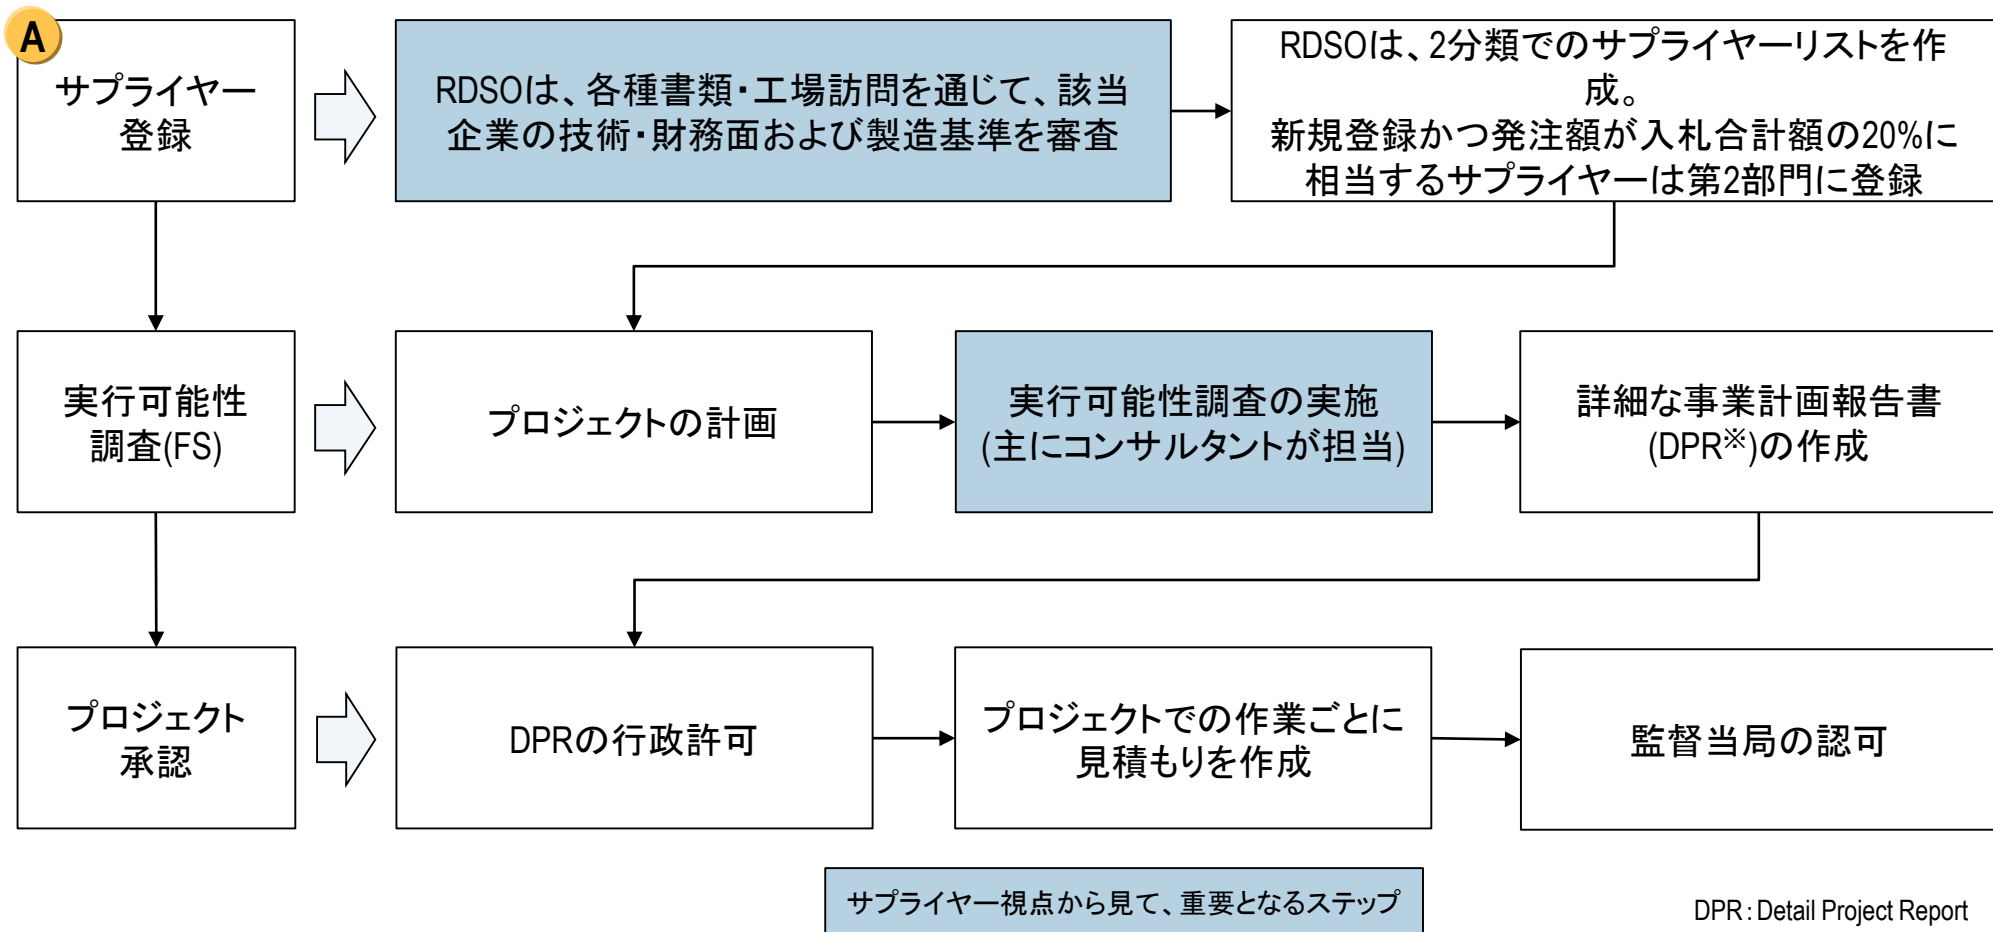 A
サプライヤー
登録
RDSOは、各種書類・工場訪問を通じて、該当
企業の技術・財務面および製造基準を審査
RDSOは、2分類でのサプライヤーリストを作
成。
新規登録かつ発注額が入札合計額の20%に
相当するサプライヤーは第2部門に登録
実行可能性
調査(FS)
プロジェクトの計画
実行可能性調査の実施
(主にコンサルタントが担当)
詳細な事業計画報告書
(DPR※)の作成
プロジェクト
承認
DPRの行政許可
プロジェクトでの作業ごとに
見積もりを作成
監督当局の認可
サプライヤー視点から見て、重要となるステップ
DPR：Detail Project Report